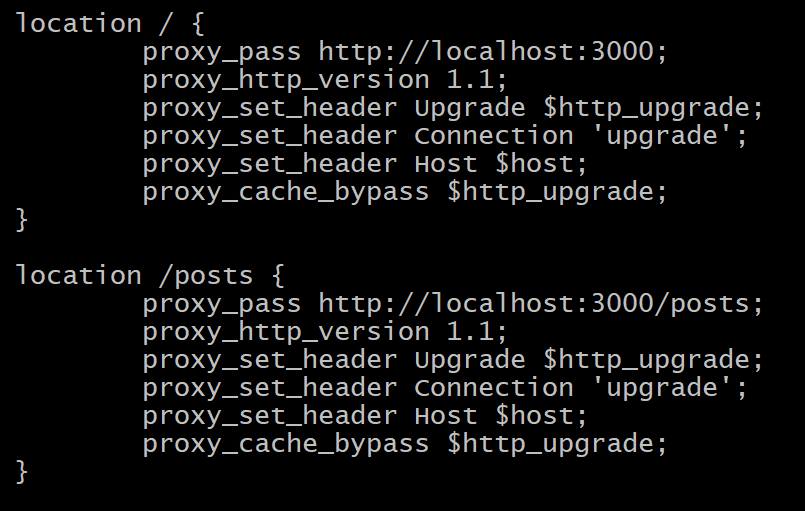 location / {
proxy_pass http://localhost:3000;
proxy_http_version 1.1;
proxy_set_header Upgrade $http_upgrade;
proxy_set_header Connection 'upgrade';
proxy_set_header Host $host;
proxy_cache_bypass $http_upgrade;
}
location /posts {
proxy_pass http://localhost:3000/posts;
proxy_http_version 1.1;
proxy_set_header Upgrade $http_upgrade;
proxy_set_header Connection 'upgrade';
proxy_set_header Host $host;
proxy_cache_bypass $http_upgrade;
}